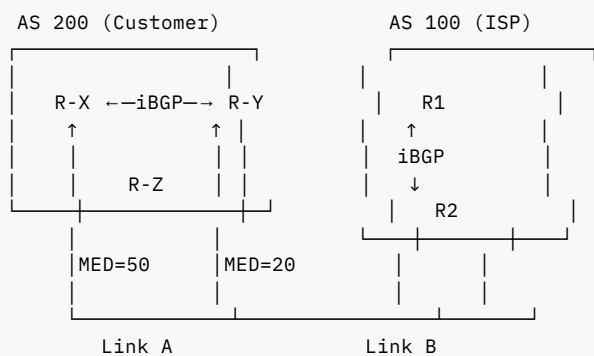 AS 200 (Customer) AS 100 (ISP)
R-X ←—iBGP—→ R-Y R1
↑ ↑ ↑
iBGP
R-Z ↓
R2
MED=50 MED=20
Link A Link B